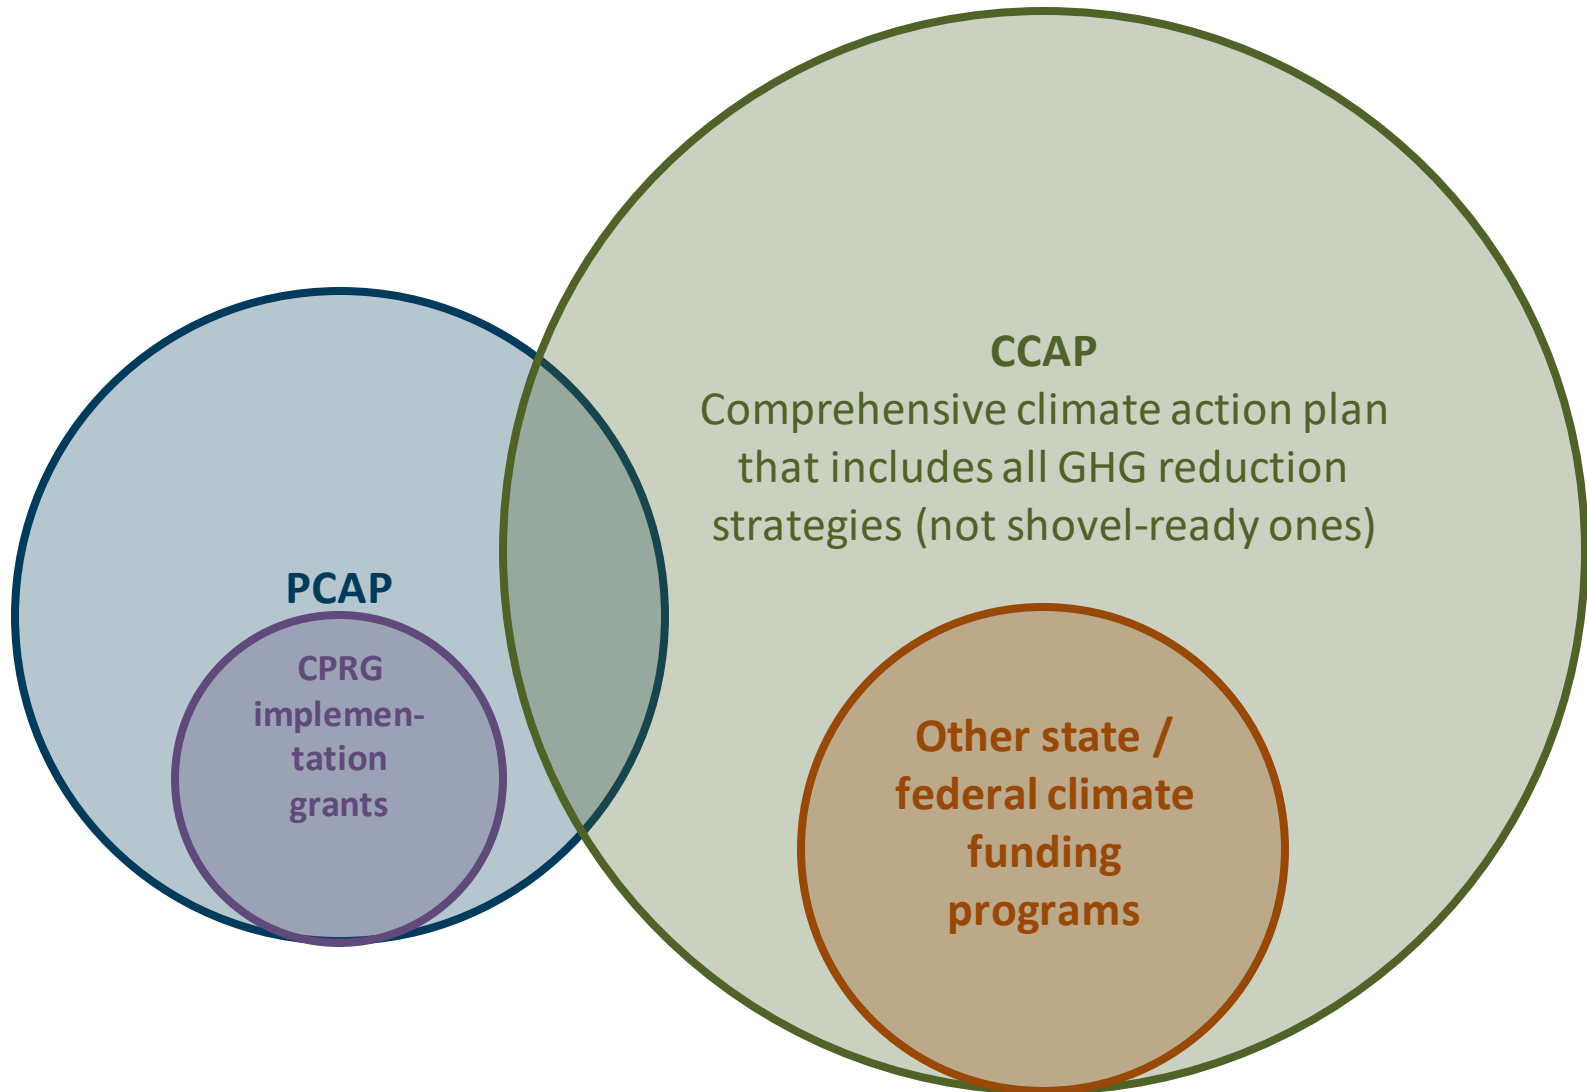 CCAP
Comprehensive climate action plan
that includes all GHG reduction
strategies (not shovel-ready ones)
PCAP
CPRG
implemen-
tation
grants
Other state /
federal climate
funding
programs